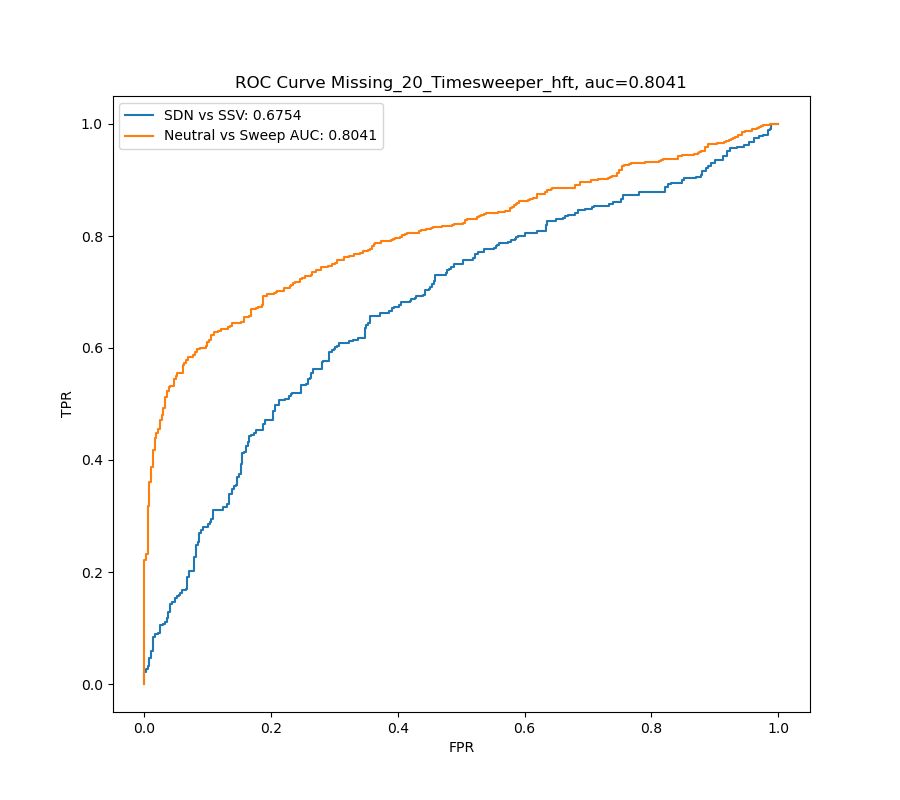 ROC Curve Missing_20_Timesweeper_hft, auc=0.8041
SDN vs SSV: 0.6754
Neutral vs Sweep AUC: 0.8041
1.0
0.8
0.6
0.4
0.2
0.0
TPR
0.0 0.2 0.4 0.6 0.8 1.0
FPR